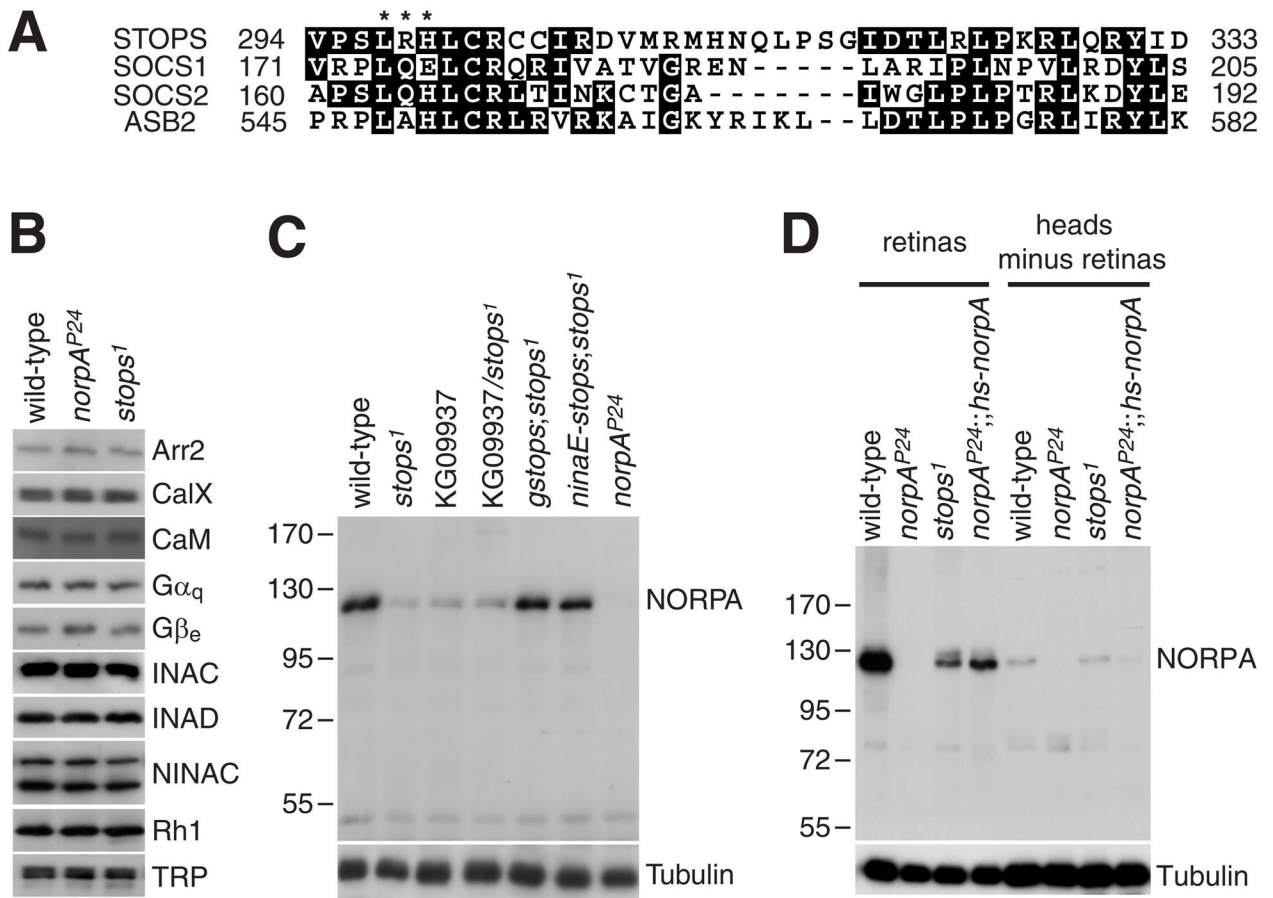 A
* * *
STOPS 294 VPSLRHLCRCCIRDVMRMHNQLPSGIDTLRLPKRLQRYID 333
SOCS1 171 VRPLQELCRQRIVATVGREN-----LARIPLNPVLRDYLS 205
SOCS2 160 APSLQHLCRLTINKCTGA-------IWGLPLPTRLKDYLE 192
ASB2 545 PRPLAHLCRLRVRKAIGKYRIKL--LDTLPLPGRLIRYLK 582
B
wild-type
norpA^P24
stops^1
Arr2
CalX
CaM
Gαq
Gβe
INAC
INAD
NINAC
Rh1
TRP
C
wild-type
stops^1
KG09937
KG09937/stops^1
gstops;stops^1
ninaE-stops;stops^1
norpA^P24
170
130
95
72
55
NORPA
Tubulin
D
retinas
heads
minus retinas
wild-type
norpA^P24
stops^1
norpA^P24;;hs-norpA
wild-type
norpA^P24
stops^1
norpA^P24;;hs-norpA
170
130
95
72
55
NORPA
Tubulin